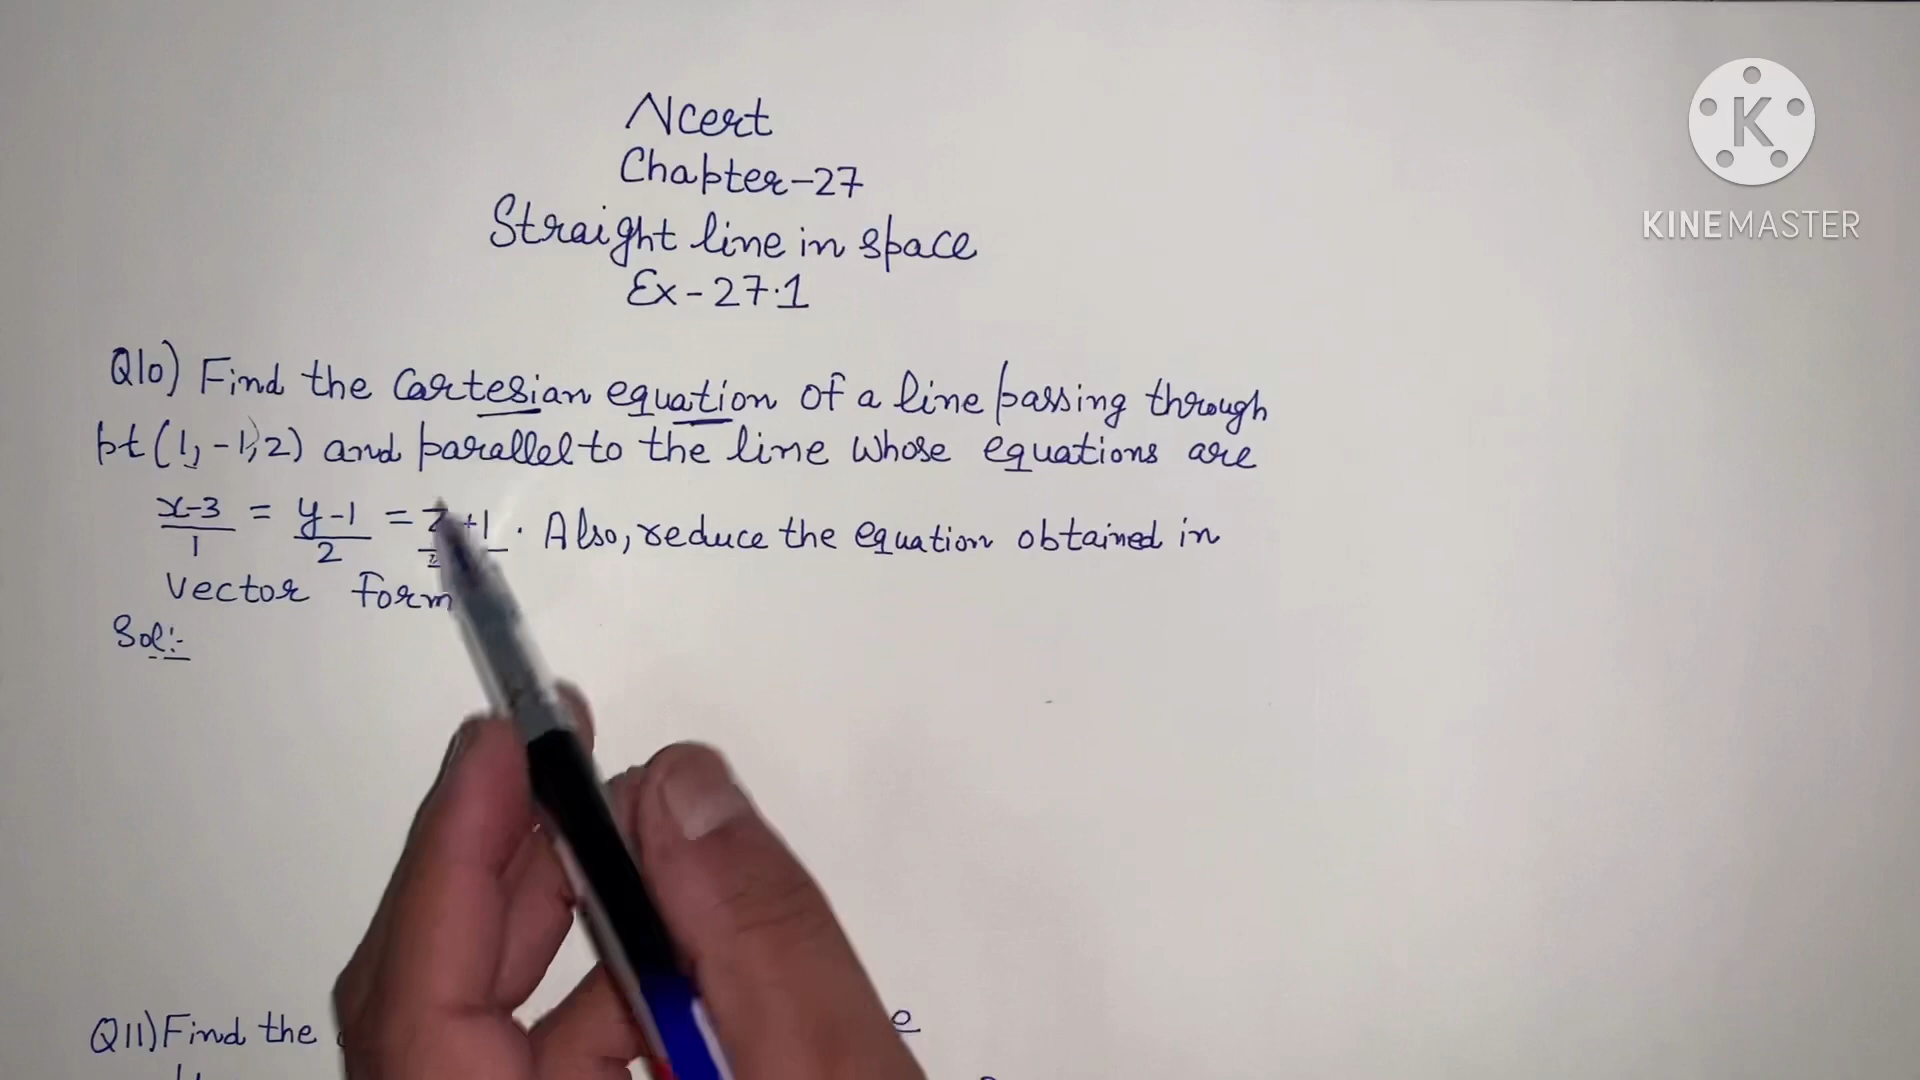 Ncert
Chapter-27
Straight line in space
Ex-27.1
Q10) Find the Cartesian equation of a line passing through
pt (1, -1, 2) and parallel to the line whose equations are
x-3/1 = y-1/2 = z+1/ . Also, reduce the equation obtained in
vector form
Sol:-
Q11) Find the
K
KINEMASTER